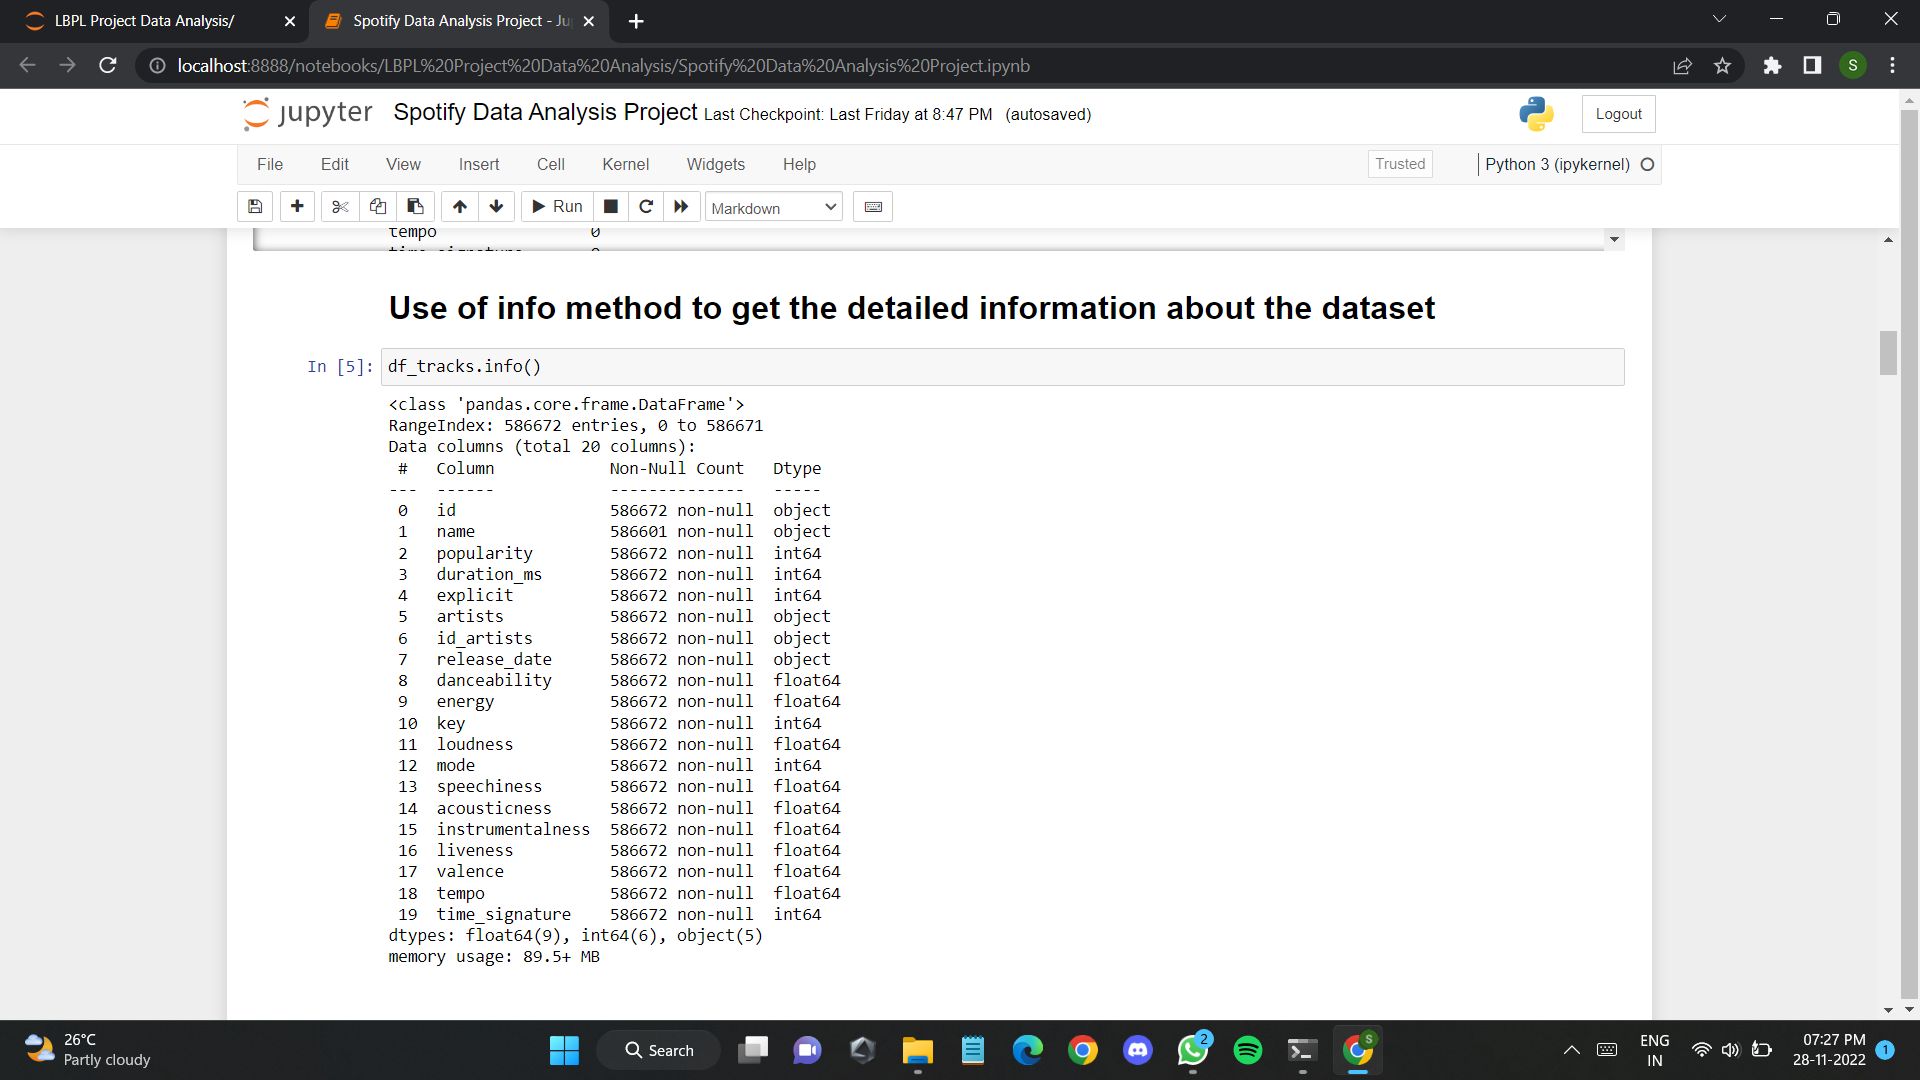 LBPL Project Data Analysis/
Spotify Data Analysis Project - Ju
localhost:8888/notebooks/LBPL%20Project%20Data%20Analysis/Spotify%20Data%20Analysis%20Project.ipynb
S
jupyter Spotify Data Analysis Project Last Checkpoint: Last Friday at 8:47 PM (autosaved)
Logout
File Edit View Insert Cell Kernel Widgets Help
Trusted
Python 3 (ipykernel)
Run
Markdown
tempo 0
time_signature 0
Use of info method to get the detailed information about the dataset
In [5]: df_tracks.info()
<class 'pandas.core.frame.DataFrame'>
RangeIndex: 586672 entries, 0 to 586671
Data columns (total 20 columns):
# Column Non-Null Count Dtype
--- ------ -------------- -----
0 id 586672 non-null object
1 name 586601 non-null object
2 popularity 586672 non-null int64
3 duration_ms 586672 non-null int64
4 explicit 586672 non-null int64
5 artists 586672 non-null object
6 id_artists 586672 non-null object
7 release_date 586672 non-null object
8 danceability 586672 non-null float64
9 energy 586672 non-null float64
10 key 586672 non-null int64
11 loudness 586672 non-null float64
12 mode 586672 non-null int64
13 speechiness 586672 non-null float64
14 acousticness 586672 non-null float64
15 instrumentalness 586672 non-null float64
16 liveness 586672 non-null float64
17 valence 586672 non-null float64
18 tempo 586672 non-null float64
19 time_signature 586672 non-null int64
dtypes: float64(9), int64(6), object(5)
memory usage: 89.5+ MB
26°C
Partly cloudy
Search
2
S
ENG
IN
07:27 PM
28-11-2022
1